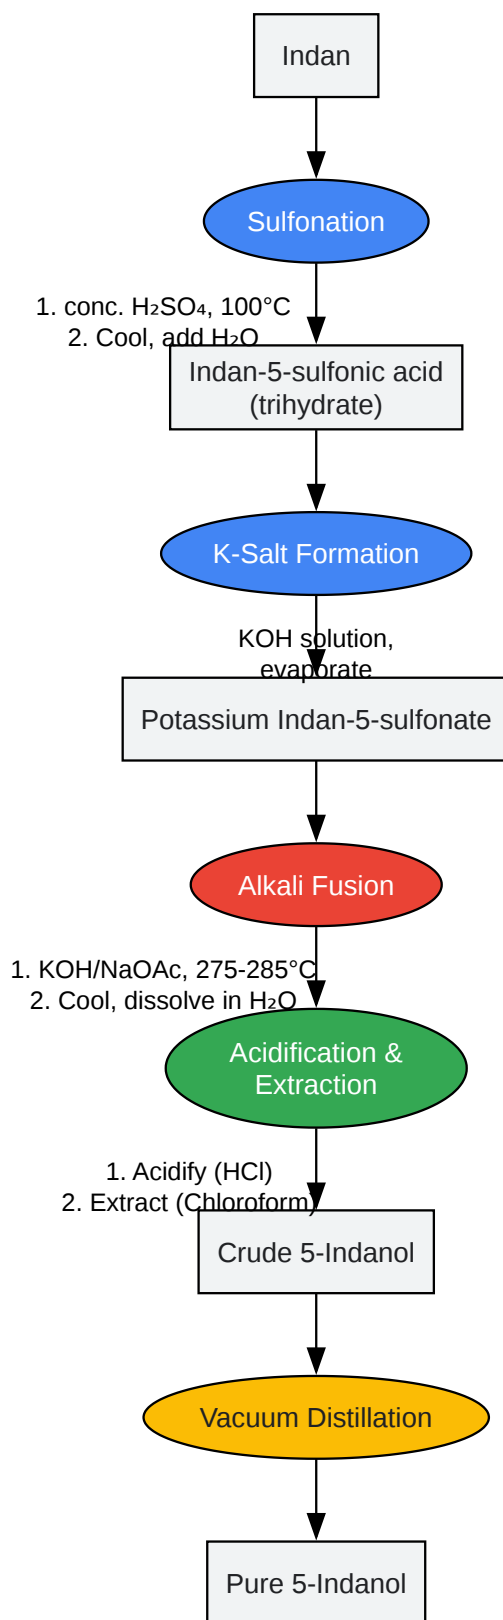 Indan
Sulfonation
1. conc. H₂SO₄, 100°C
2. Cool, add H₂O
Indan-5-sulfonic acid
(trihydrate)
K-Salt Formation
KOH solution,
evaporate
Potassium Indan-5-sulfonate
Alkali Fusion
1. KOH/NaOAc, 275-285°C
2. Cool, dissolve in H₂O
Acidification &
Extraction
1. Acidify (HCl)
2. Extract (Chloroform)
Crude 5-Indanol
Vacuum Distillation
Pure 5-Indanol